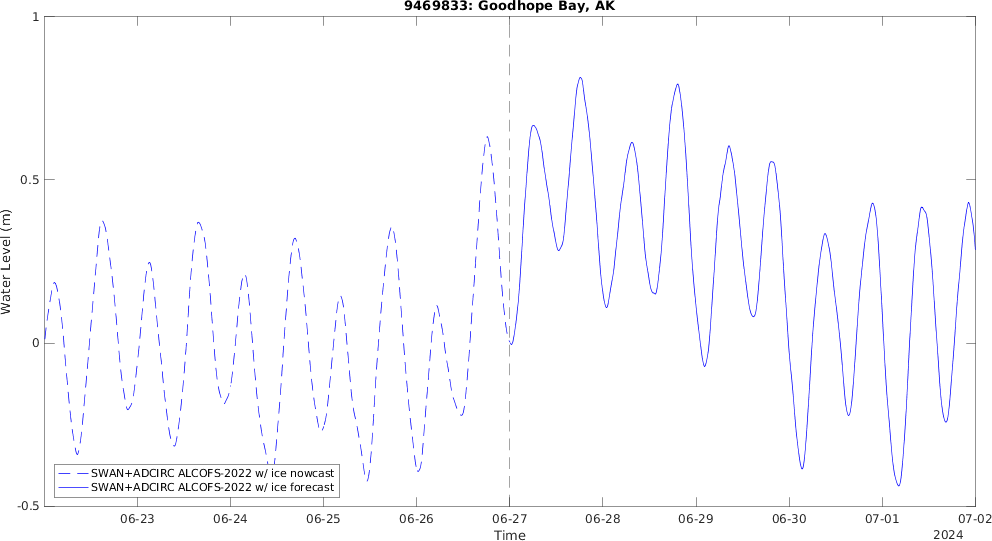 9469833: Goodhope Bay, AK
1
0.5
0
-0.5
Water Level (m)
SWAN+ADCIRC ALCOFS-2022 w/ ice nowcast
SWAN+ADCIRC ALCOFS-2022 w/ ice forecast
06-23 06-24 06-25 06-26 06-27 06-28 06-29 06-30 07-01 07-02
Time
2024